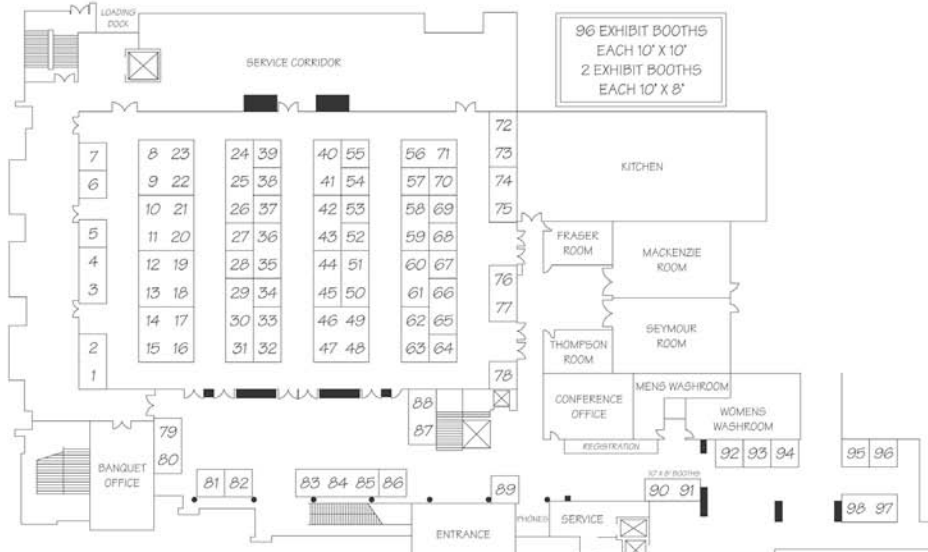 LOADING
DOCK
SERVICE CORRIDOR
96 EXHIBIT BOOTHS
EACH 10' X 10'
2 EXHIBIT BOOTHS
EACH 10' X 8'
72
7 8 23 24 39 40 55 56 71 73
KITCHEN
6 9 22 25 38 41 54 57 70 74
10 21 26 37 42 53 58 69 75
5 11 20 27 36 43 52 59 68
FRASER
ROOM
MACKENZIE
ROOM
4 12 19 28 35 44 51 60 67 76
3 13 18 29 34 45 50 61 66 77
14 17 30 33 46 49 62 65
SEYMOUR
ROOM
2 15 16 31 32 47 48 63 64
THOMPSON
ROOM
1 78
CONFERENCE
OFFICE
MENS WASHROOM
WOMENS
WASHROOM
88
87
79
80
REGISTRATION
92 93 94 95 96
BANQUET
OFFICE
10' X 8' BOOTHS
81 82 83 84 85 86 89 90 91
98 97
PHONES
SERVICE
ENTRANCE